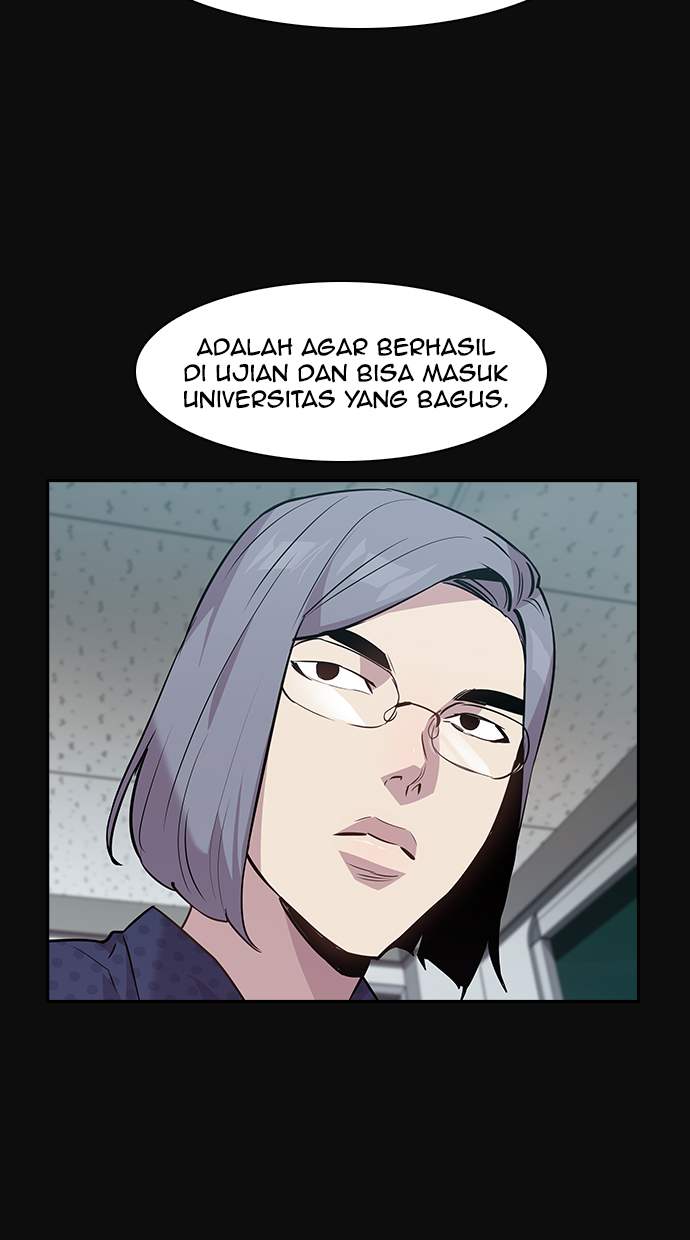 ADALAH AGAR BERHASIL
DI UJIAN DAN BISA MASUK
UNIVERSITAS YANG BAGUS.